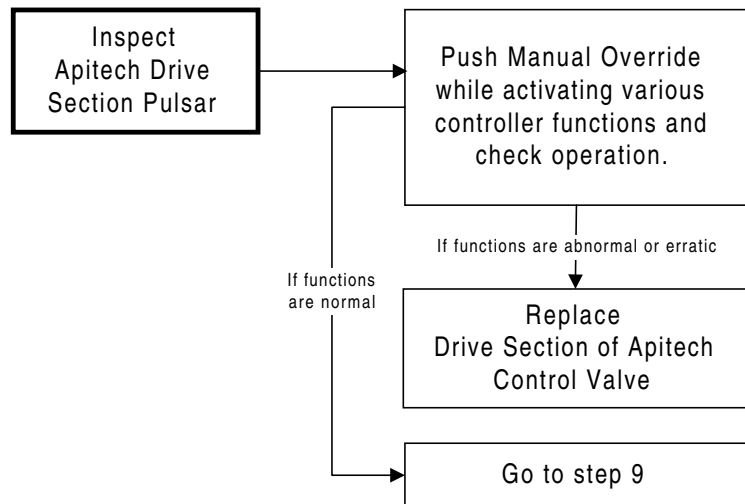 Inspect
Apitech Drive
Section Pulsar
Push Manual Override
while activating various
controller functions and
check operation.
If functions are abnormal or erratic
If functions
are normal
Replace
Drive Section of Apitech
Control Valve
Go to step 9